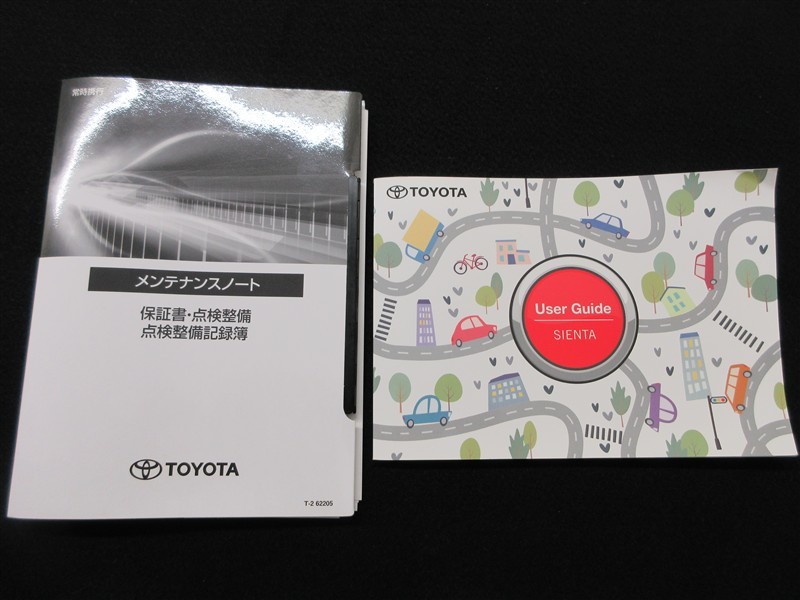 常時携行
メンテナンスノート
保証書・点検整備
点検整備記録簿
TOYOTA
T-2 62205
TOYOTA
User Guide
SIENTA